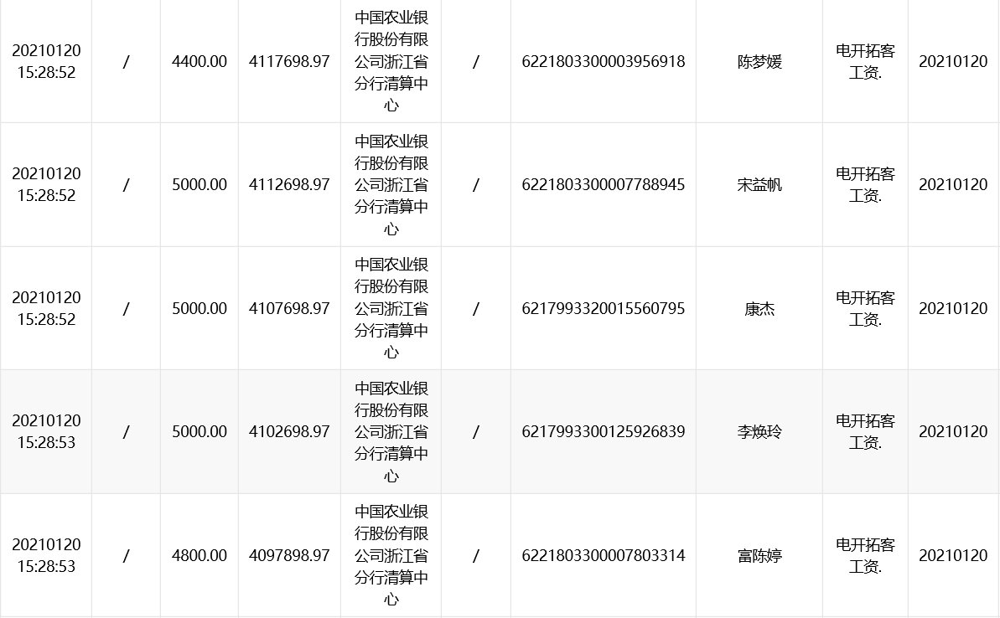 20210120
15:28:52
/
4400.00
4117698.97
中国农业银
行股份有限
公司浙江省
分行清算中
心
/
6221803300003956918
陈梦媛
电开拓客
工资.
20210120
20210120
15:28:52
/
5000.00
4112698.97
中国农业银
行股份有限
公司浙江省
分行清算中
心
/
6221803300007788945
宋益帆
电开拓客
工资.
20210120
20210120
15:28:52
/
5000.00
4107698.97
中国农业银
行股份有限
公司浙江省
分行清算中
心
/
6217993320015560795
康杰
电开拓客
工资.
20210120
20210120
15:28:53
/
5000.00
4102698.97
中国农业银
行股份有限
公司浙江省
分行清算中
心
/
6217993300125926839
李焕玲
电开拓客
工资.
20210120
20210120
15:28:53
/
4800.00
4097898.97
中国农业银
行股份有限
公司浙江省
分行清算中
心
/
6221803300007803314
富陈婷
电开拓客
工资.
20210120